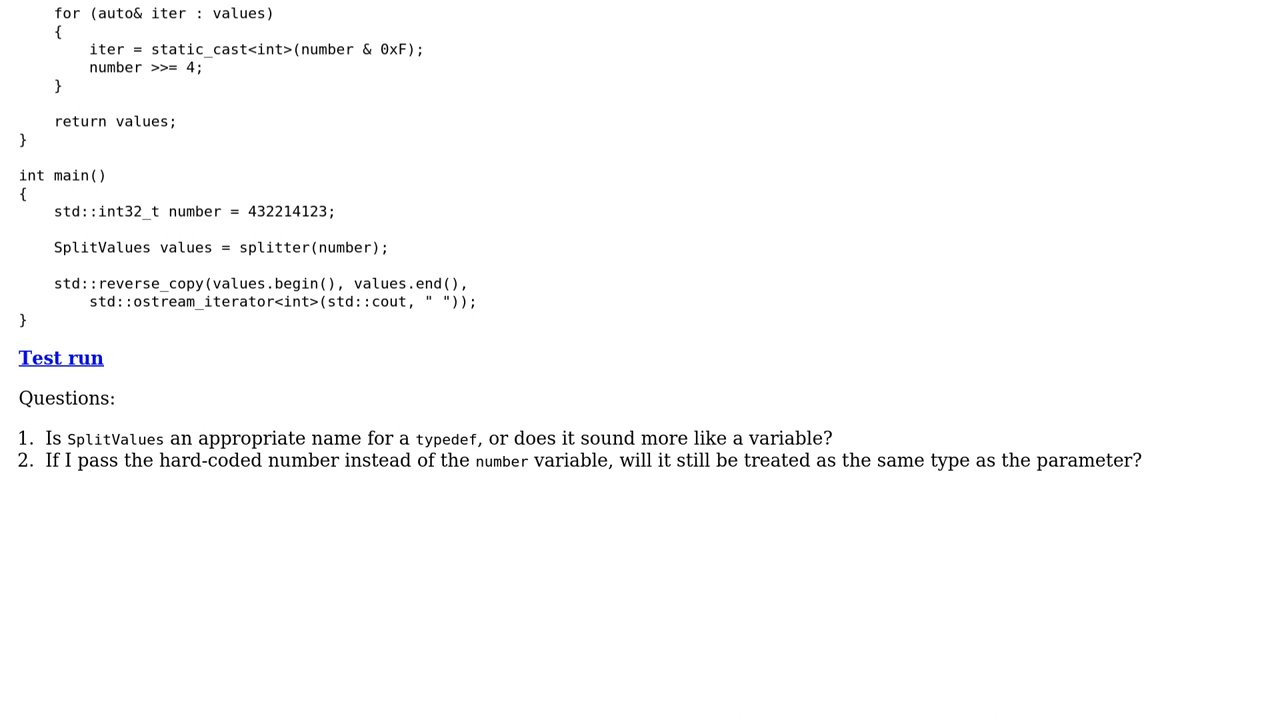 for (auto& iter : values)
{
iter = static_cast<int>(number & 0xF);
number >>= 4;
}
return values;
}
int main()
{
std::int32_t number = 432214123;
SplitValues values = splitter(number);
std::reverse_copy(values.begin(), values.end(),
std::ostream_iterator<int>(std::cout, " "));
}
Test run
Questions:
1. Is SplitValues an appropriate name for a typedef, or does it sound more like a variable?
2. If I pass the hard-coded number instead of the number variable, will it still be treated as the same type as the parameter?